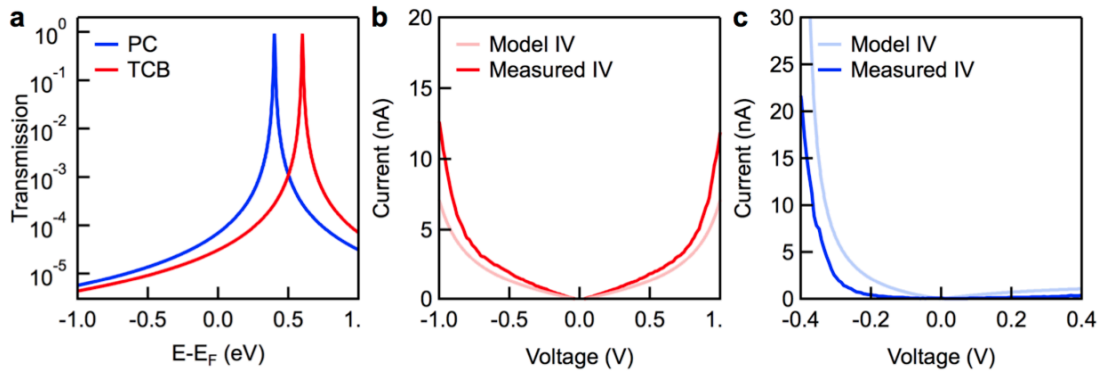 a
Transmission
10⁰
10⁻¹
10⁻²
10⁻³
10⁻⁴
10⁻⁵
PC
TCB
-1.0 -0.5 0.0 0.5 1.
E-E_F (eV)
b
Current (nA)
20
15
10
5
0
Model IV
Measured IV
-1.0 -0.5 0.0 0.5 1.
Voltage (V)
c
Current (nA)
30
25
20
15
10
5
0
Model IV
Measured IV
-0.4 -0.2 0.0 0.2 0.4
Voltage (V)